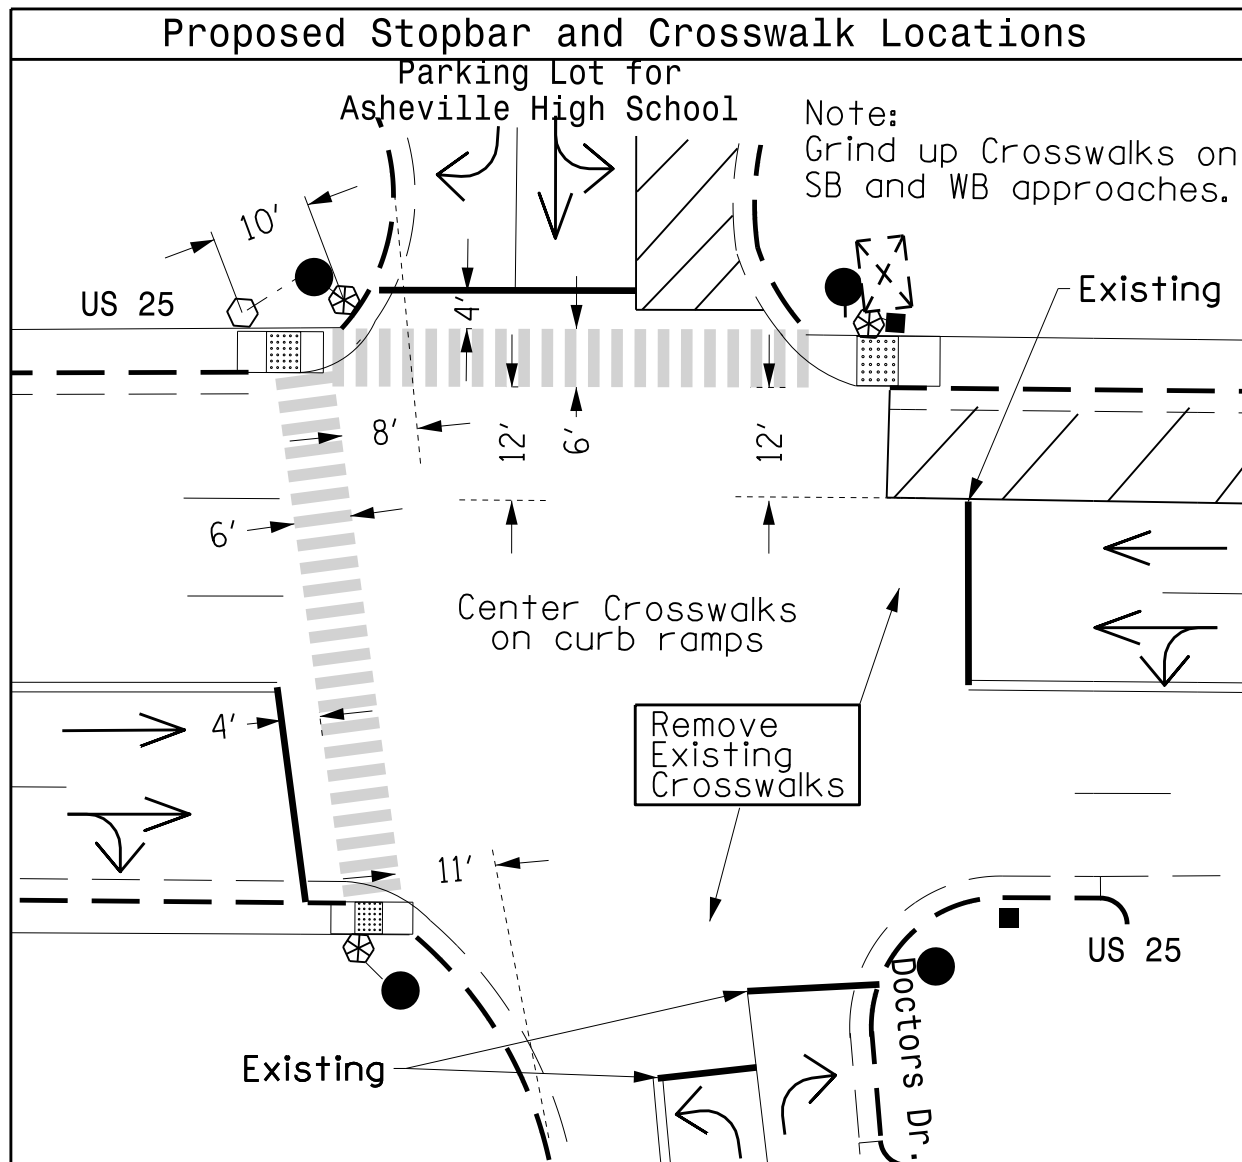 Proposed Stopbar and Crosswalk Locations
Parking Lot for
Asheville High School
Note:
Grind up Crosswalks on
SB and WB approaches.
10'
US 25
4'
Existing
8'
12'
6'
12'
6'
Center Crosswalks
on curb ramps
4'
Remove
Existing
Crosswalks
11'
US 25
Doctors Dr.
Existing